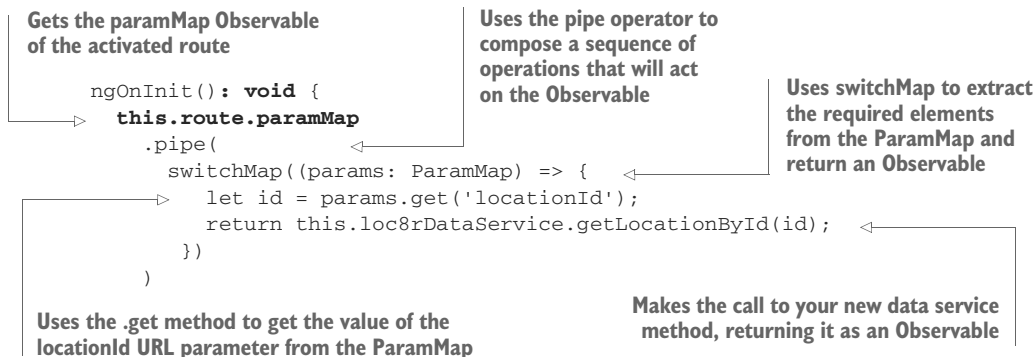 Gets the paramMap Observable
of the activated route
Uses the pipe operator to
compose a sequence of
operations that will act
on the Observable
Uses switchMap to extract
the required elements
from the ParamMap and
return an Observable
ngOnInit(): void {
this.route.paramMap
.pipe(
switchMap((params: ParamMap) => {
let id = params.get('locationId');
return this.loc8rDataService.getLocationById(id);
})
)
Uses the .get method to get the value of the
locationId URL parameter from the ParamMap
Makes the call to your new data service
method, returning it as an Observable